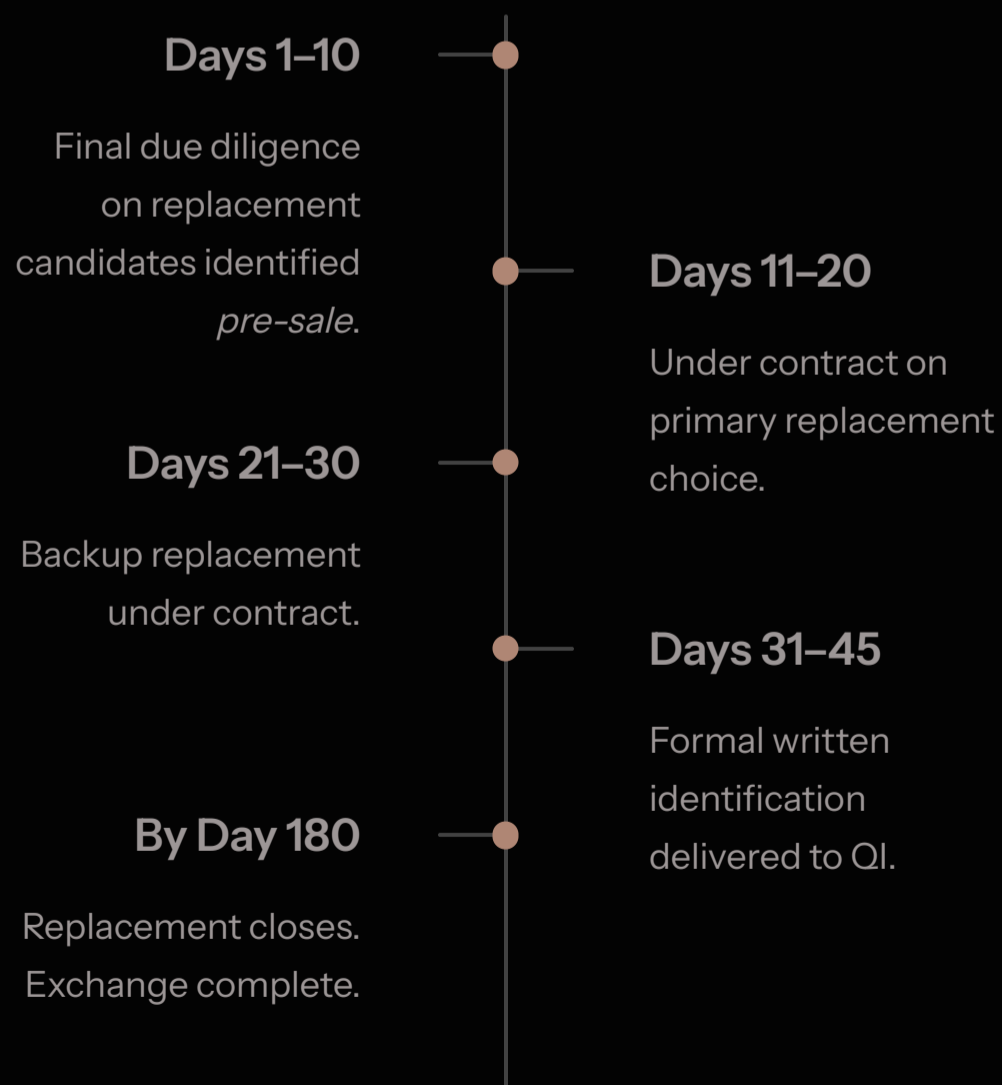 Days 1–10
Final due diligence
on replacement
candidates identified
pre-sale.
Days 11–20
Under contract on
primary replacement
choice.
Days 21–30
Backup replacement
under contract.
Days 31–45
Formal written
identification
delivered to QI.
By Day 180
Replacement closes.
Exchange complete.